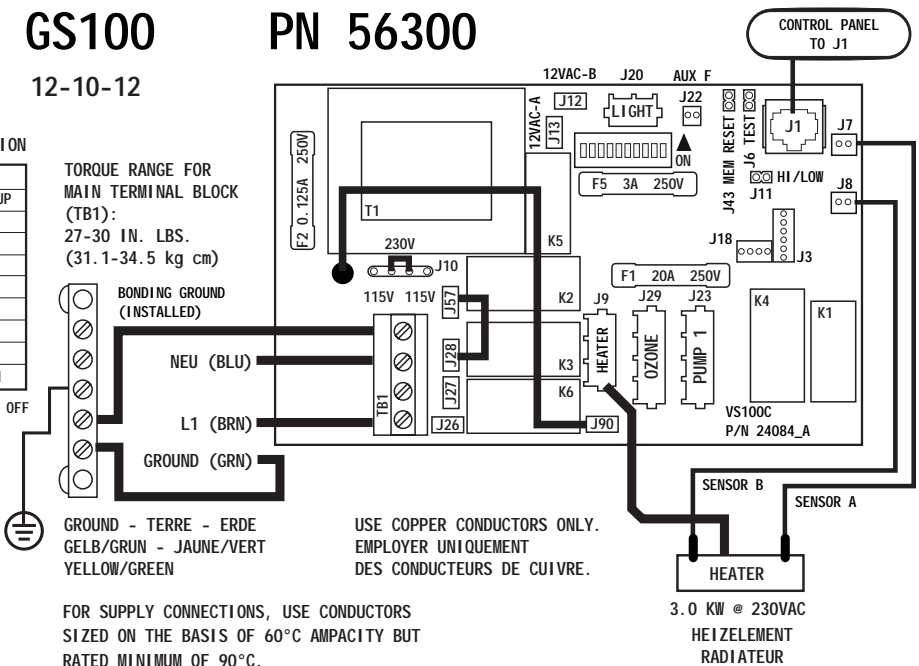 GS100
PN 56300
12-10-12
ION
UP
OFF
TORQUE RANGE FOR
MAIN TERMINAL BLOCK
(TB1):
27-30 IN. LBS.
(31.1-34.5 kg cm)
BONDING GROUND
(INSTALLED)
NEU (BLU)
L1 (BRN)
GROUND (GRN)
GROUND - TERRE - ERDE
GELB/GRUN - JAUNE/VERT
YELLOW/GREEN
USE COPPER CONDUCTORS ONLY.
EMPLOYER UNIQUEMENT
DES CONDUCTEURS DE CUIVRE.
FOR SUPPLY CONNECTIONS, USE CONDUCTORS
SIZED ON THE BASIS OF 60°C AMPACITY BUT
RATED MINIMUM OF 90°C.
CONTROL PANEL
TO J1
12VAC-B
J20
AUX F
J12
LIGHT
J22
12VAC-A
J13
ON
J43 MEM RESET
J6 TEST
J1
J7
F2 0.125A 250V
T1
K5
F5 3A 250V
J11
HI/LOW
J8
230V
J10
J18
J3
115V 115V
J57
K2
F1 20A 250V
J9
J29
J23
K4
K1
HEATER
OZONE
PUMP 1
J28
K3
J27
K6
TB1
J26
J90
VS100C
P/N 24084_A
SENSOR B
SENSOR A
HEATER
3.0 KW @ 230VAC
HEIZELEMENT
RADIATEUR